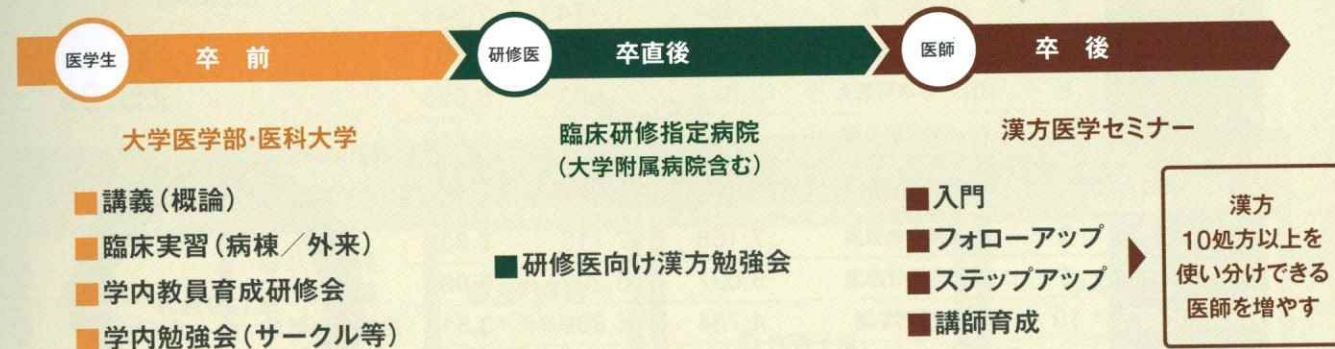 医学生
卒 前
研修医
卒直後
医師
卒 後
大学医学部・医科大学
■講義（概論）
■臨床実習（病棟／外来）
■学内教員育成研修会
■学内勉強会（サークル等）
臨床研修指定病院
（大学附属病院含む）
■研修医向け漢方勉強会
漢方医学セミナー
■入門
■フォローアップ
■ステップアップ
■講師育成
漢方
10処方以上を
使い分けできる
医師を増やす